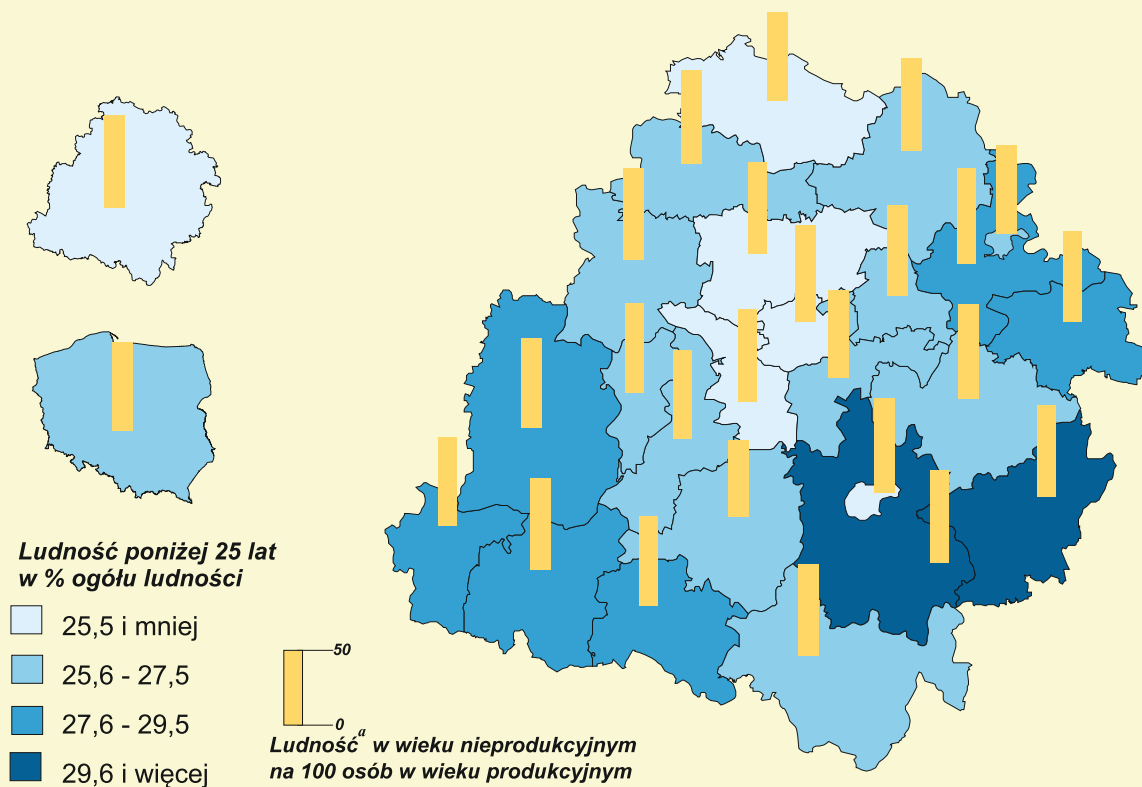 Ludność poniżej 25 lat
w % ogółu ludności
25,5 i mniej
25,6 - 27,5
27,6 - 29,5
29,6 i więcej
50
0
Ludnośćᵃ w wieku nieprodukcyjnym
na 100 osób w wieku produkcyjnym